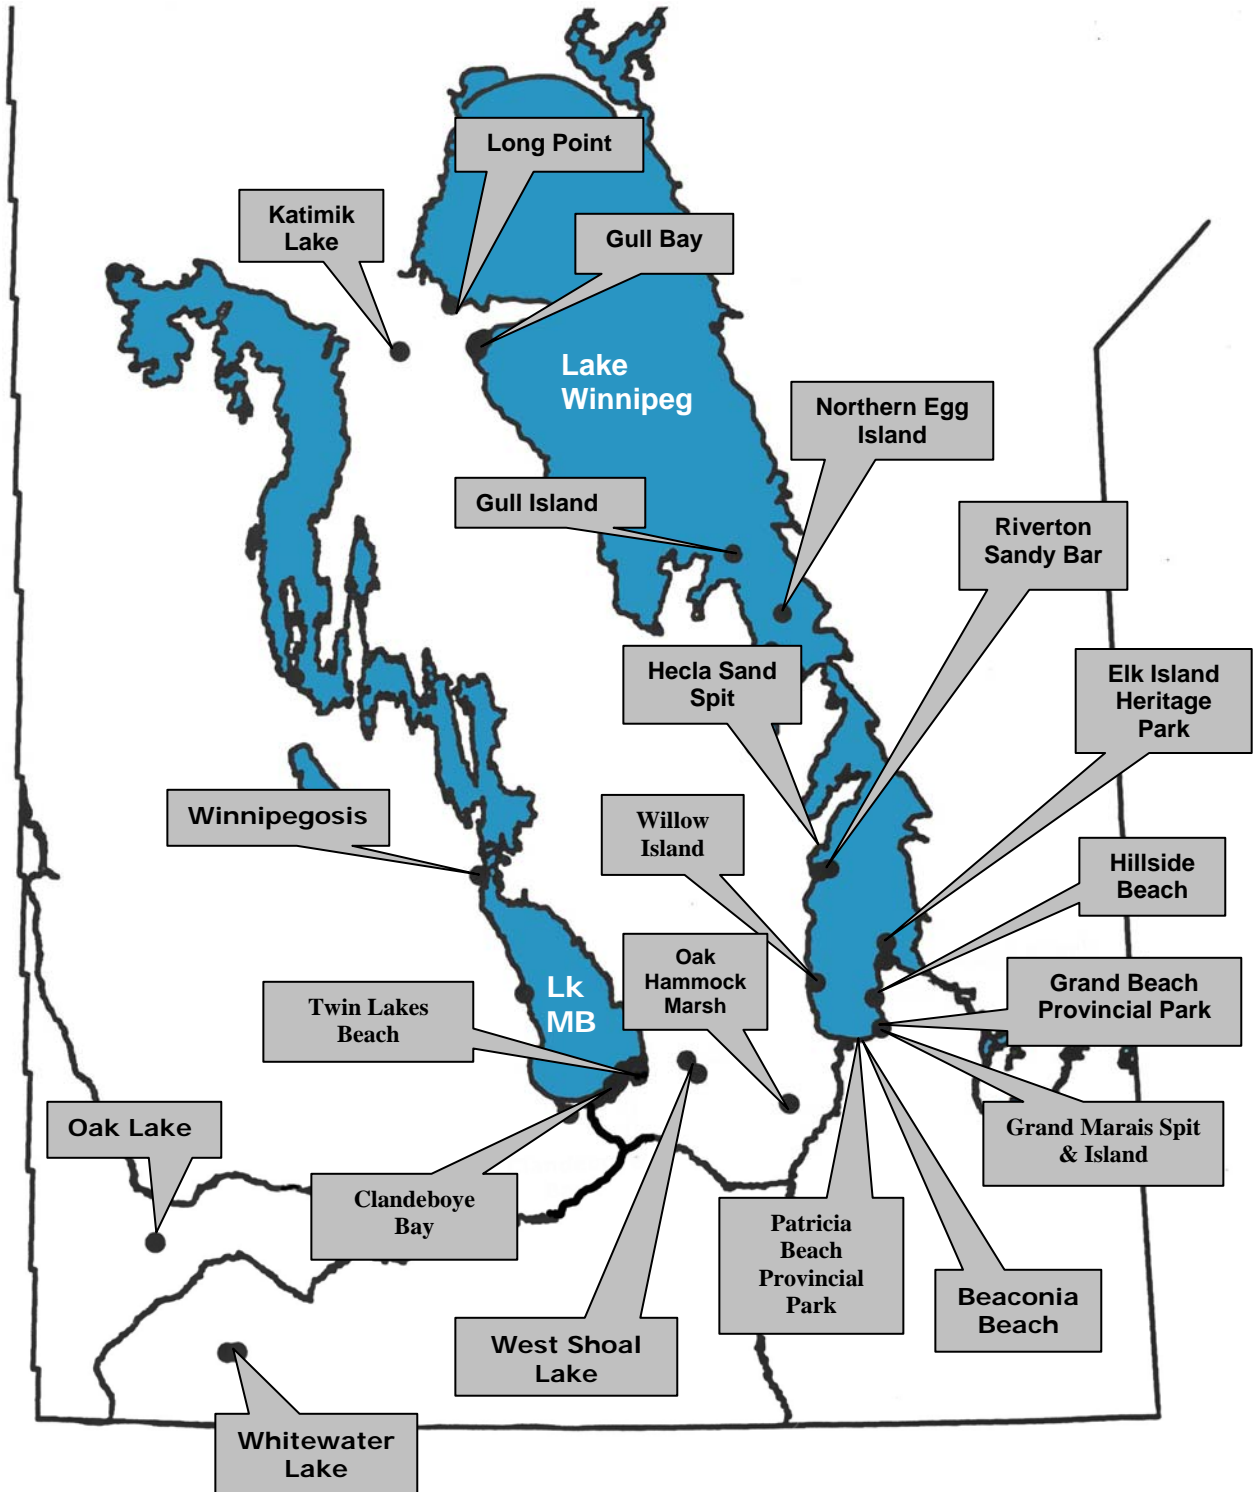 Long Point
Katimik
Lake
Gull Bay
Lake
Winnipeg
Northern Egg
Island
Gull Island
Riverton
Sandy Bar
Hecla Sand
Spit
Elk Island
Heritage
Park
Winnipegosis
Willow
Island
Hillside
Beach
Oak
Hammock
Marsh
Lk
MB
Twin Lakes
Beach
Grand Beach
Provincial Park
Oak Lake
Grand Marais Spit
& Island
Clandeboye
Bay
Patricia
Beach
Provincial
Park
Beaconia
Beach
West Shoal
Lake
Whitewater
Lake